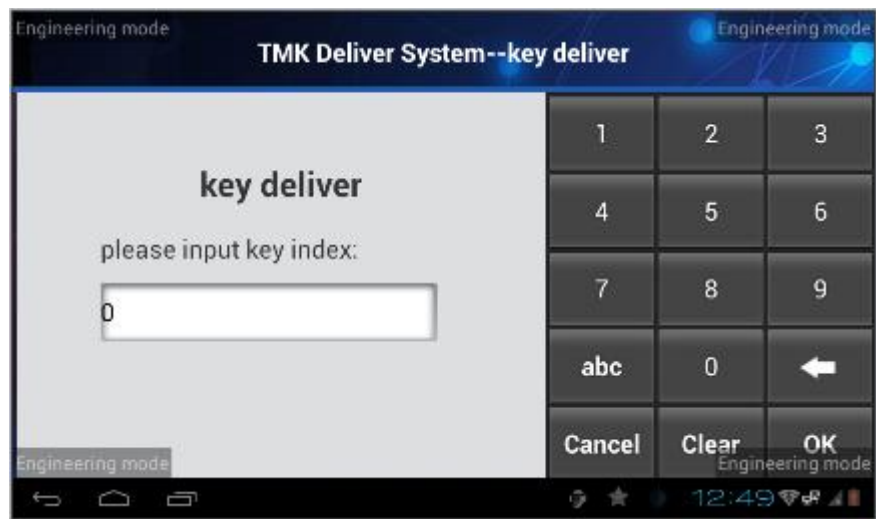 Engineering mode
Engineering mode
TMK Deliver System--key deliver
key deliver
please input key index:
0
1 2 3
4 5 6
7 8 9
abc 0
Cancel Clear OK
Engineering mode
Engineering mode
12:49